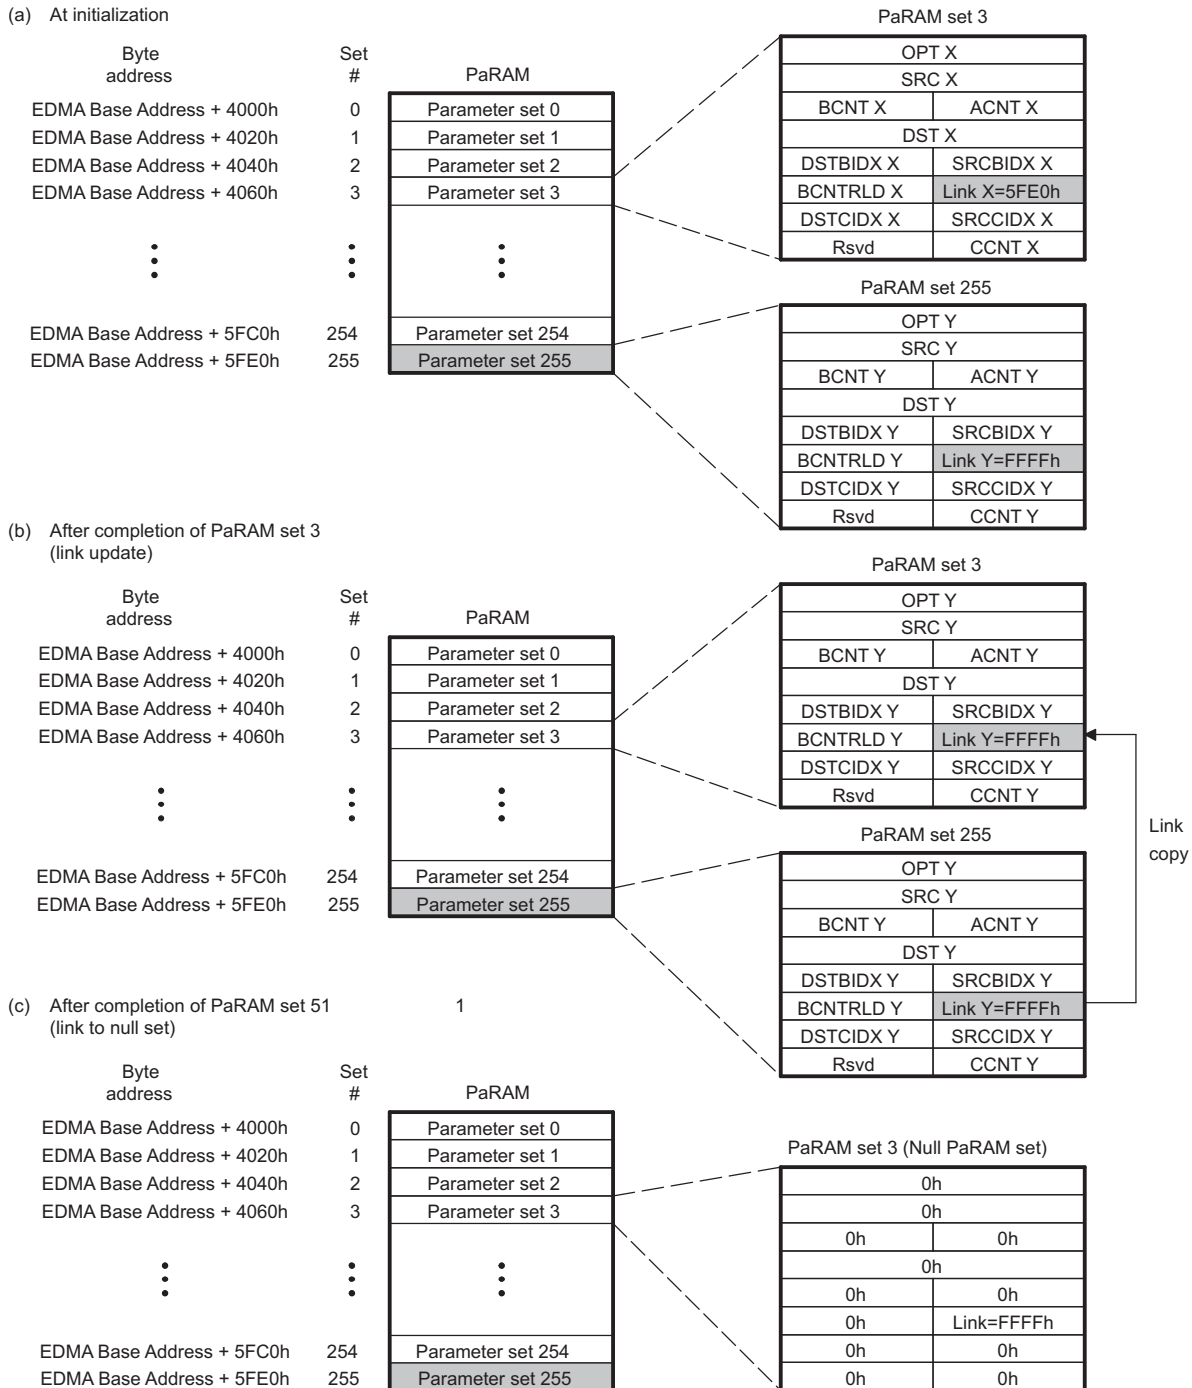 (a) At initialization
Byte address
Set #
PaRAM
EDMA Base Address + 4000h 0 Parameter set 0
EDMA Base Address + 4020h 1 Parameter set 1
EDMA Base Address + 4040h 2 Parameter set 2
EDMA Base Address + 4060h 3 Parameter set 3
EDMA Base Address + 5FC0h 254 Parameter set 254
EDMA Base Address + 5FE0h 255 Parameter set 255
PaRAM set 3
OPT X
SRC X
BCNT X ACNT X
DST X
DSTBIDX X SRCBIDX X
BCNTRLD X Link X=5FE0h
DSTCIDX X SRCCIDX X
Rsvd CCNT X
PaRAM set 255
OPT Y
SRC Y
BCNT Y ACNT Y
DST Y
DSTBIDX Y SRCBIDX Y
BCNTRLD Y Link Y=FFFFh
DSTCIDX Y SRCCIDX Y
Rsvd CCNT Y
(b) After completion of PaRAM set 3
(link update)
Byte address
Set #
PaRAM
EDMA Base Address + 4000h 0 Parameter set 0
EDMA Base Address + 4020h 1 Parameter set 1
EDMA Base Address + 4040h 2 Parameter set 2
EDMA Base Address + 4060h 3 Parameter set 3
EDMA Base Address + 5FC0h 254 Parameter set 254
EDMA Base Address + 5FE0h 255 Parameter set 255
PaRAM set 3
OPT Y
SRC Y
BCNT Y ACNT Y
DST Y
DSTBIDX Y SRCBIDX Y
BCNTRLD Y Link Y=FFFFh
DSTCIDX Y SRCCIDX Y
Rsvd CCNT Y
Link
copy
PaRAM set 255
OPT Y
SRC Y
BCNT Y ACNT Y
DST Y
DSTBIDX Y SRCBIDX Y
BCNTRLD Y Link Y=FFFFh
DSTCIDX Y SRCCIDX Y
Rsvd CCNT Y
(c) After completion of PaRAM set 51 1
(link to null set)
Byte address
Set #
PaRAM
EDMA Base Address + 4000h 0 Parameter set 0
EDMA Base Address + 4020h 1 Parameter set 1
EDMA Base Address + 4040h 2 Parameter set 2
EDMA Base Address + 4060h 3 Parameter set 3
EDMA Base Address + 5FC0h 254 Parameter set 254
EDMA Base Address + 5FE0h 255 Parameter set 255
PaRAM set 3 (Null PaRAM set)
0h
0h
0h 0h
0h
0h 0h
0h Link=FFFFh
0h 0h
0h 0h